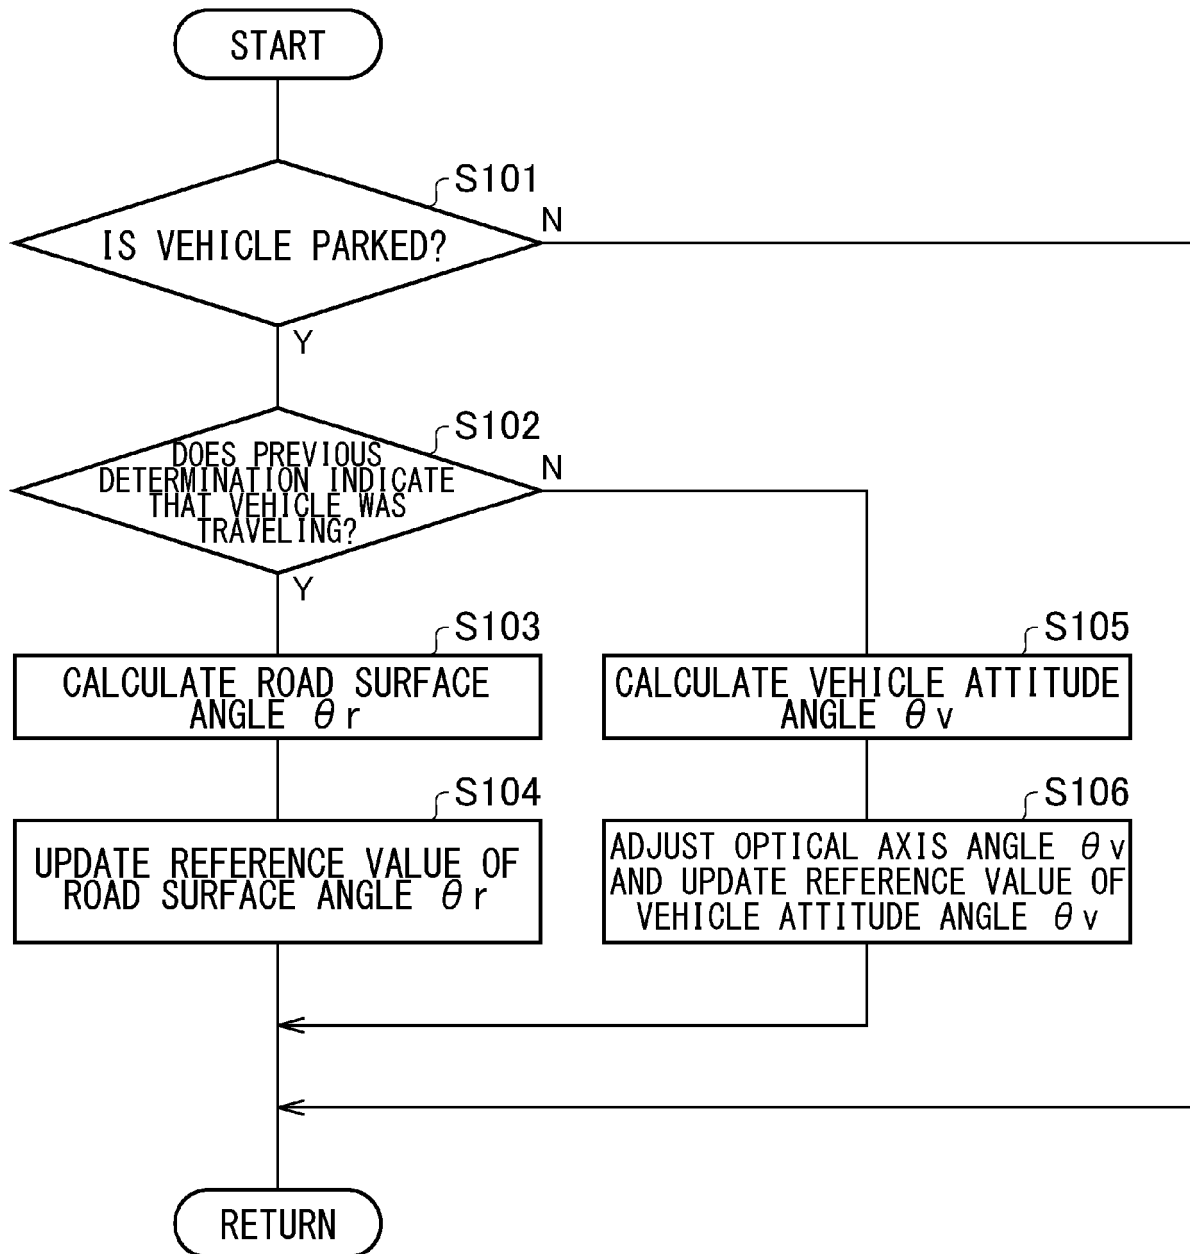 START
S101
IS VEHICLE PARKED?
N
Y
S102
DOES PREVIOUS
DETERMINATION INDICATE
THAT VEHICLE WAS
TRAVELING?
N
Y
S103
CALCULATE ROAD SURFACE
ANGLE θr
S104
UPDATE REFERENCE VALUE OF
ROAD SURFACE ANGLE θr
S105
CALCULATE VEHICLE ATTITUDE
ANGLE θv
S106
ADJUST OPTICAL AXIS ANGLE θv
AND UPDATE REFERENCE VALUE OF
VEHICLE ATTITUDE ANGLE θv
RETURN